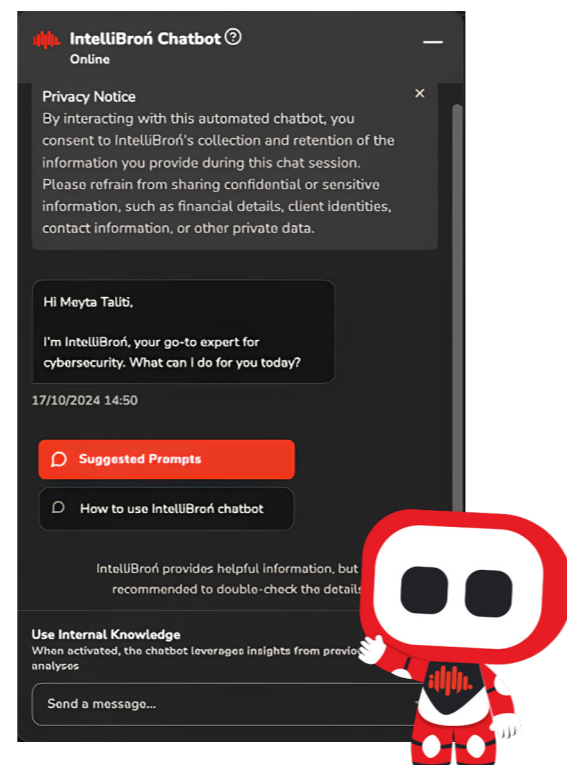 IntelliBroń Chatbot ?
Online
Privacy Notice
By interacting with this automated chatbot, you
consent to IntelliBroń's collection and retention of the
information you provide during this chat session.
Please refrain from sharing confidential or sensitive
information, such as financial details, client identities,
contact information, or other private data.
Hi Meyta Taliti,
I'm IntelliBroń, your go-to expert for
cybersecurity. What can I do for you today?
17/10/2024 14:50
Suggested Prompts
How to use IntelliBroń chatbot
IntelliBroń provides helpful information, but
recommended to double-check the details
Use Internal Knowledge
When activated, the chatbot leverages insights from
analyses
Send a message...